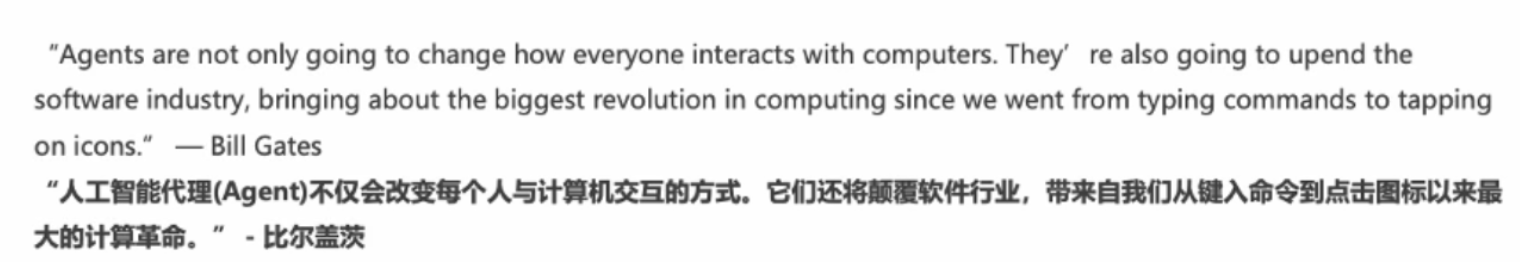 “Agents are not only going to change how everyone interacts with computers. They’ re also going to upend the
software industry, bringing about the biggest revolution in computing since we went from typing commands to tapping
on icons.” — Bill Gates
“人工智能代理(Agent)不仅会改变每个人与计算机交互的方式。它们还将颠覆软件行业，带来自我们从键入命令到点击图标以来最
大的计算革命。” - 比尔盖茨